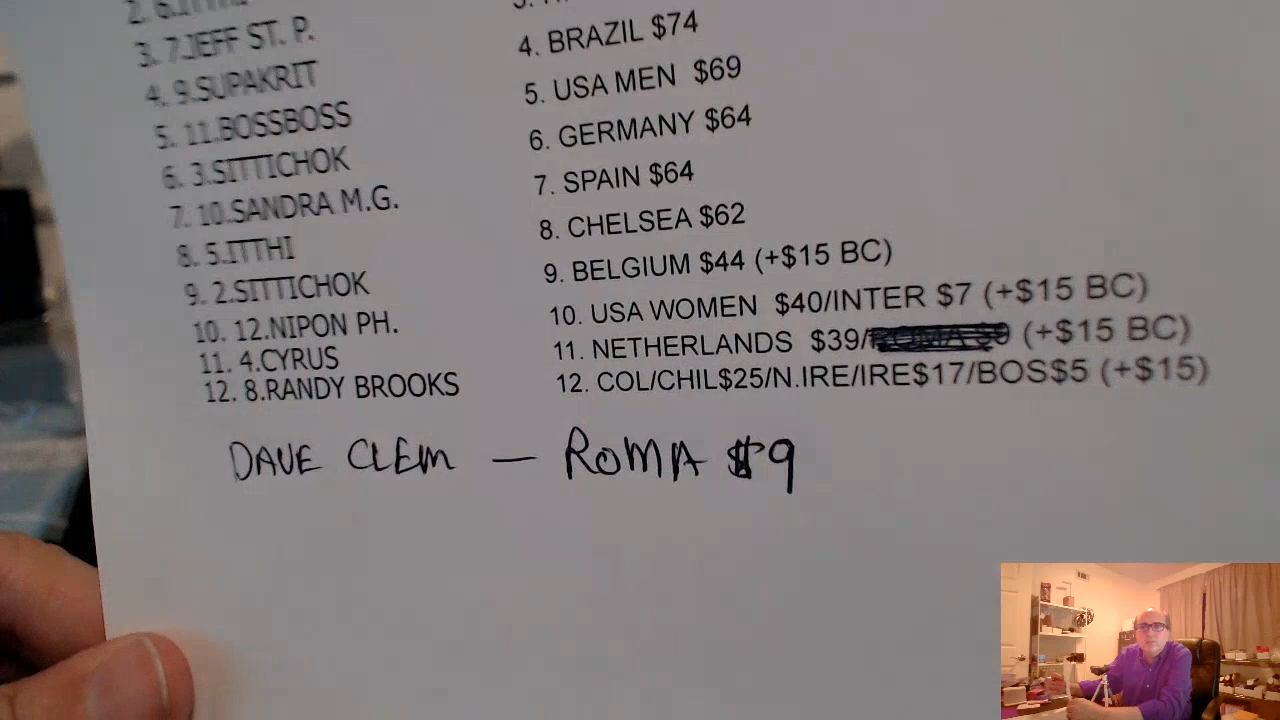 3. 7.JEFF ST. P.
4. 9.SUPAKRIT
5. 11.BOSSBOSS
6. 3.SITTICHOK
7. 10.SANDRA M.G.
8. 5.ITTHI
9. 2.SITTICHOK
10. 12.NIPON PH.
11. 4.CYRUS
12. 8.RANDY BROOKS
4. BRAZIL $74
5. USA MEN $69
6. GERMANY $64
7. SPAIN $64
8. CHELSEA $62
9. BELGIUM $44 (+$15 BC)
10. USA WOMEN $40/INTER $7 (+$15 BC)
11. NETHERLANDS $39/ (+$15 BC)
12. COL/CHIL$25/N.IRE/IRE$17/BOS$5 (+$15)
DAVE CLEM — ROMA $9